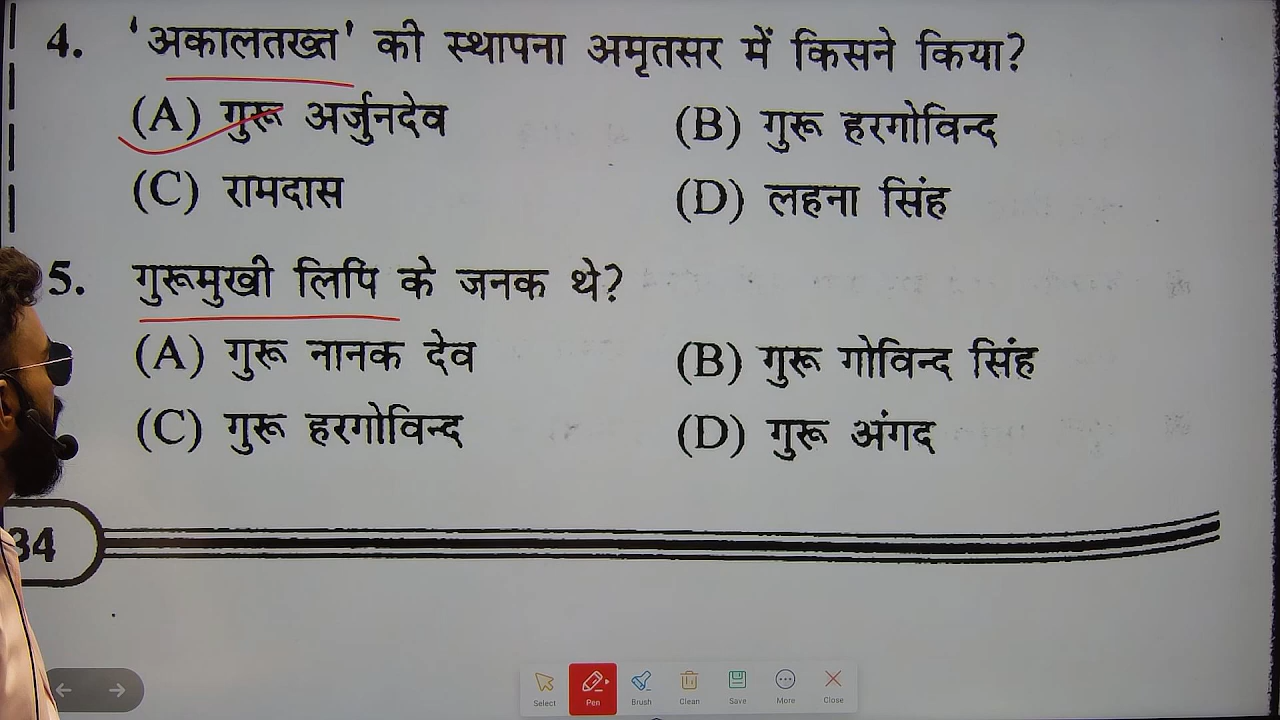 4. 'अकालतख्त' की स्थापना अमृतसर में किसने किया?
(A) गुरू अर्जुनदेव (B) गुरू हरगोविन्द
(C) रामदास (D) लहना सिंह
5. गुरूमुखी लिपि के जनक थे?
(A) गुरू नानक देव (B) गुरू गोविन्द सिंह
(C) गुरू हरगोविन्द (D) गुरू अंगद
34
Select Pen Brush Clean Save More Close